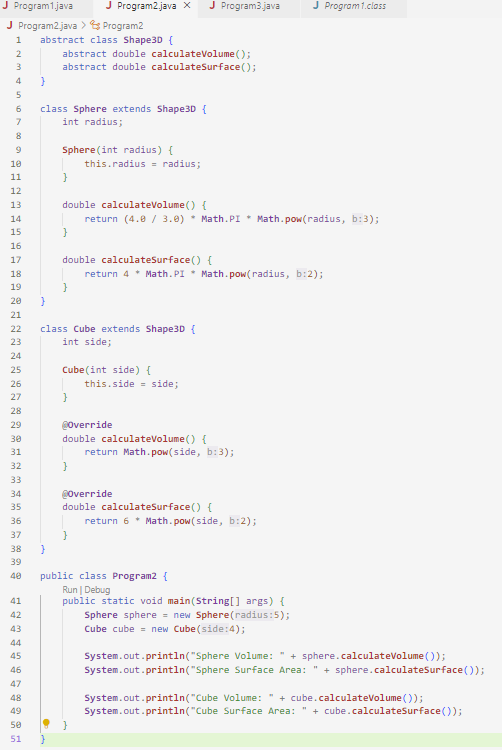 J Program1.java J Program2.java × J Program3.java J Program1.class
J Program2.java > Program2
1 abstract class Shape3D {
2 abstract double calculateVolume();
3 abstract double calculateSurface();
4 }
5
6 class Sphere extends Shape3D {
7 int radius;
8
9 Sphere(int radius) {
10 this.radius = radius;
11 }
12
13 double calculateVolume() {
14 return (4.0 / 3.0) * Math.PI * Math.pow(radius, b:3);
15 }
16
17 double calculateSurface() {
18 return 4 * Math.PI * Math.pow(radius, b:2);
19 }
20 }
21
22 class Cube extends Shape3D {
23 int side;
24
25 Cube(int side) {
26 this.side = side;
27 }
28
29 @Override
30 double calculateVolume() {
31 return Math.pow(side, b:3);
32 }
33
34 @Override
35 double calculateSurface() {
36 return 6 * Math.pow(side, b:2);
37 }
38 }
39
40 public class Program2 {
Run | Debug
41 public static void main(String[] args) {
42 Sphere sphere = new Sphere(radius:5);
43 Cube cube = new Cube(side:4);
44
45 System.out.println("Sphere Volume: " + sphere.calculateVolume());
46 System.out.println("Sphere Surface Area: " + sphere.calculateSurface());
47
48 System.out.println("Cube Volume: " + cube.calculateVolume());
49 System.out.println("Cube Surface Area: " + cube.calculateSurface());
50 }
51 }